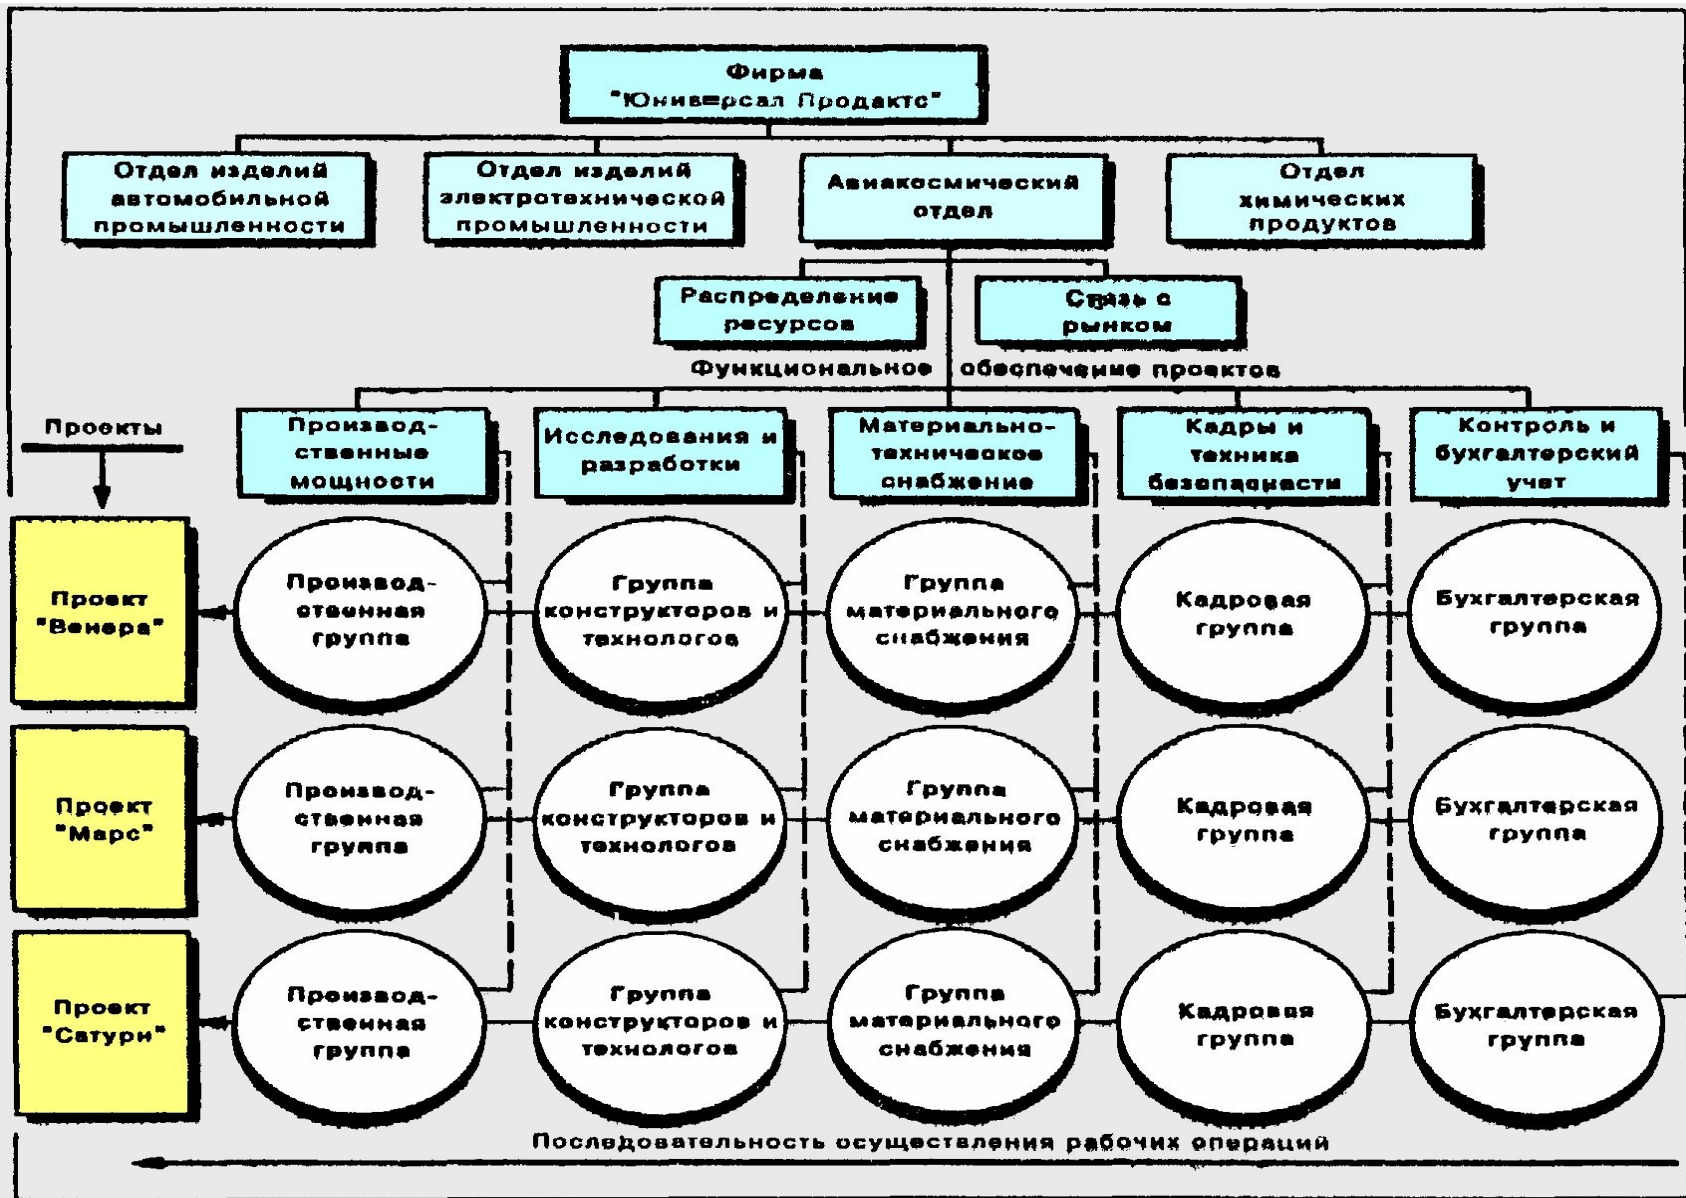 Фирма
"Юниверсал Продактс"
Отдел изделий
автомобильной
промышленности
Отдел изделий
электротехнической
промышленности
Авиакосмический
отдел
Отдел
химических
продуктов
Распределение
ресурсов
Связь с
рынком
Функциональное обеспечение проектов
Проекты
Производ-
ственные
мощности
Исследования и
разработки
Материально-
техническое
снабжение
Кадры и
техника
безопасности
Контроль и
бухгалтерский
учет
Проект
"Венера"
Производ-
ственная
группа
Группа
конструкторов и
технологов
Группа
материального
снабжения
Кадровая
группа
Бухгалтерская
группа
Проект
"Марс"
Производ-
ственная
группа
Группа
конструкторов и
технологов
Группа
материального
снабжения
Кадровая
группа
Бухгалтерская
группа
Проект
"Сатурн"
Производ-
ственная
группа
Группа
конструкторов и
технологов
Группа
материального
снабжения
Кадровая
группа
Бухгалтерская
группа
Последовательность осуществления рабочих операций